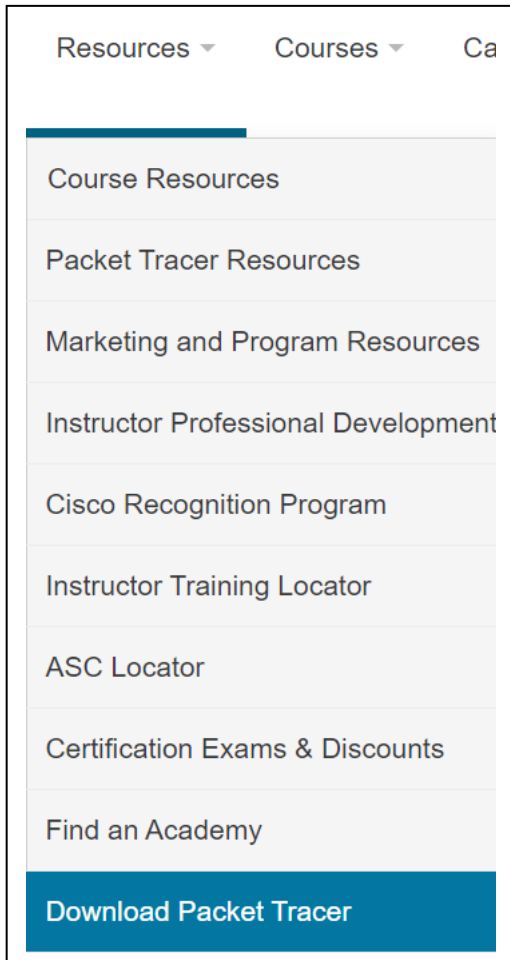 Resources Courses Ca
Course Resources
Packet Tracer Resources
Marketing and Program Resources
Instructor Professional Development
Cisco Recognition Program
Instructor Training Locator
ASC Locator
Certification Exams & Discounts
Find an Academy
Download Packet Tracer